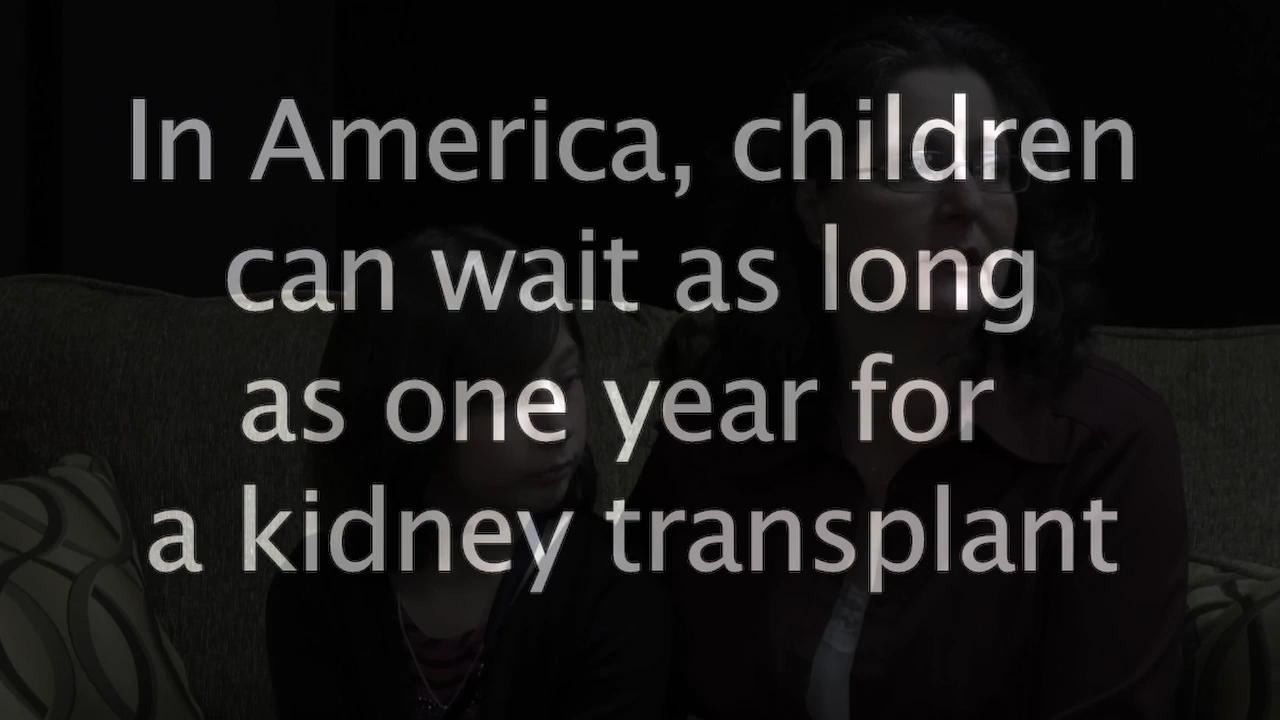 In America, children
can wait as long
as one year for
a kidney transplant